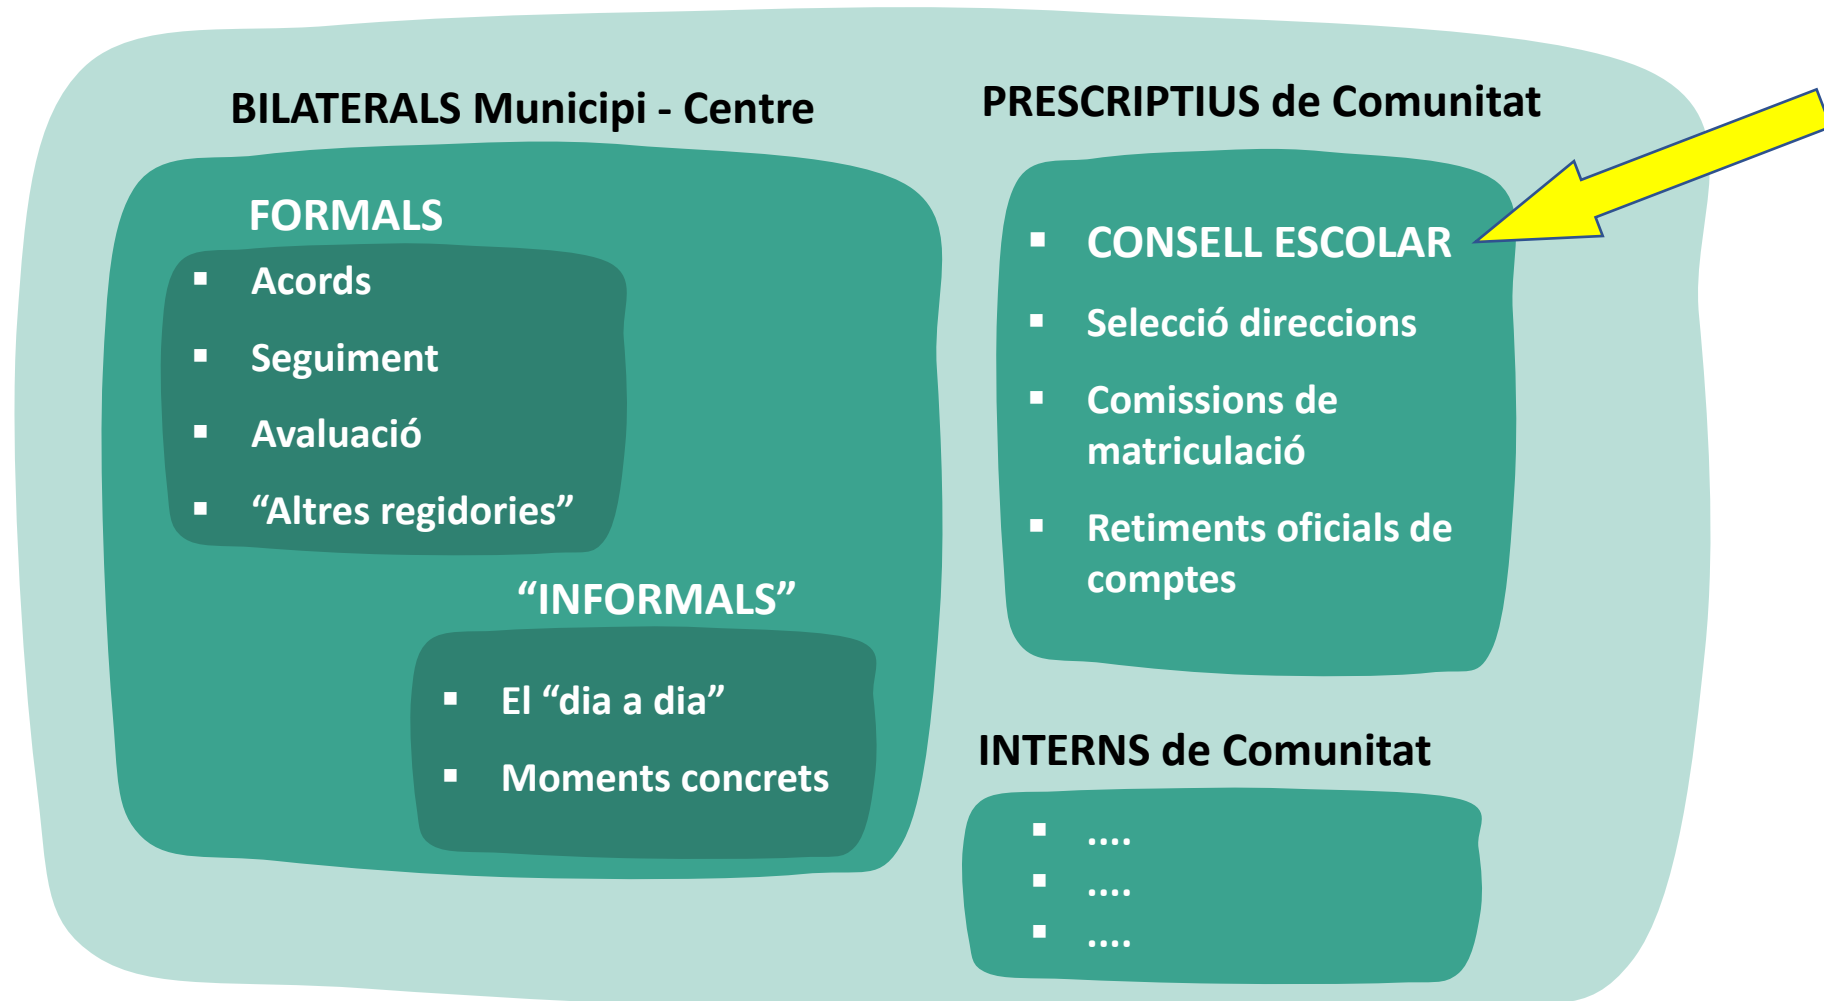 BILATERALS Municipi - Centre
FORMALS
▪ Acords
▪ Seguiment
▪ Avaluació
▪ “Altres regidories”
“INFORMALS”
▪ El “dia a dia”
▪ Moments concrets
PRESCRIPTIUS de Comunitat
▪ CONSELL ESCOLAR
▪ Selecció direccions
▪ Comissions de
matriculació
▪ Retiments oficials de
comptes
INTERNS de Comunitat
▪ ....
▪ ....
▪ ....